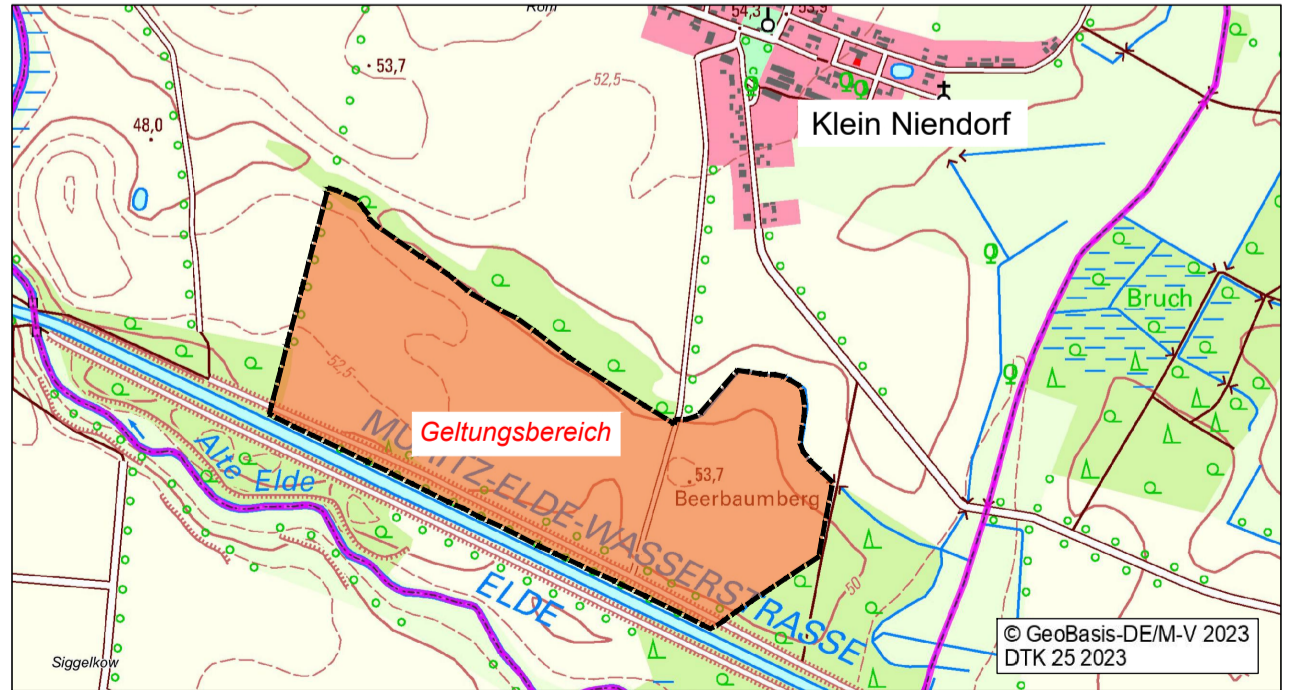 54,3
53,9
Rom
53,7
52,5
48,0
Klein Niendorf
Bruch
52,5
Geltungsbereich
MÜRITZ-ELDE-WASSERSTRASSE
53,7
Beerbaumberg
Alte Elde
ELDE
50
Siggelkow
© GeoBasis-DE/M-V 2023
DTK 25 2023